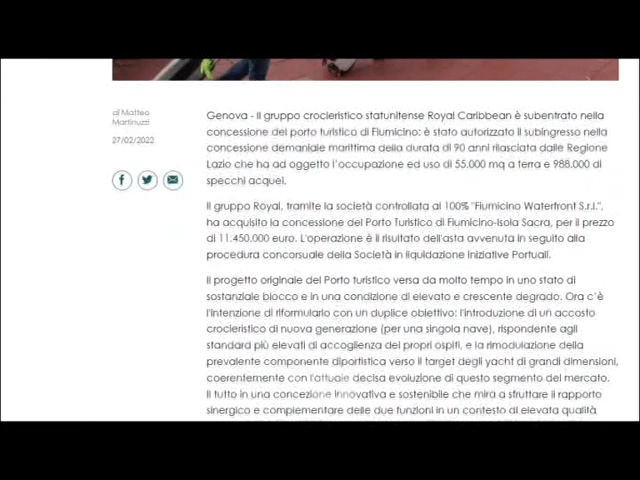 di Matteo
Martinuzzi
27/02/2022
Genova - Il gruppo crocieristico statunitense Royal Caribbean è subentrato nella
concessione del porto turistico di Fiumicino: è stato autorizzato il subingresso nella
concessione demaniale marittima della durata di 90 anni rilasciata dalle Regione
Lazio che ha ad oggetto l'occupazione ed uso di 55.000 mq a terra e 988.000 di
specchi acquei.
Il gruppo Royal, tramite la società controllata al 100% "Fiumicino Waterfront S.r.l.",
ha acquisito la concessione del Porto Turistico di Fiumicino-Isola Sacra, per il prezzo
di 11.450.000 euro. L'operazione è il risultato dell'asta avvenuta in seguito alla
procedura concorsuale della Società in liquidazione Iniziative Portuali.
Il progetto originale del Porto turistico versa da molto tempo in uno stato di
sostanziale blocco e in una condizione di elevato e crescente degrado. Ora c'è
l'intenzione di riformularlo con un duplice obiettivo: l'introduzione di un accosto
crocieristico di nuova generazione (per una singola nave), rispondente agli
standard più elevati di accoglienza dei propri ospiti, e la rimodulazione della
prevalente componente diportistica verso il target degli yacht di grandi dimensioni,
coerentemente con l'attuale decisa evoluzione di questo segmento del mercato.
Il tutto in una concezione innovativa e sostenibile che mira a sfruttare il rapporto
sinergico e complementare delle due funzioni in un contesto di elevata qualità